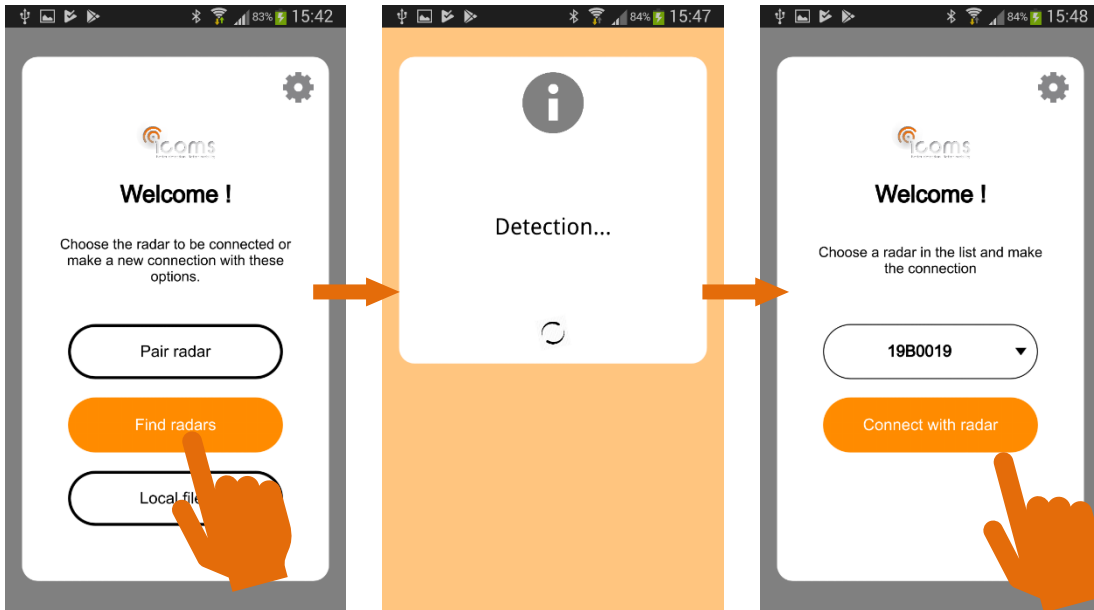 83% 15:42
icoms
Welcome !
Choose the radar to be connected or
make a new connection with these
options.
Pair radar
Find radars
Local file
84% 15:47
i
Detection...
84% 15:48
icoms
Welcome !
Choose a radar in the list and make
the connection
19B0019
Connect with radar